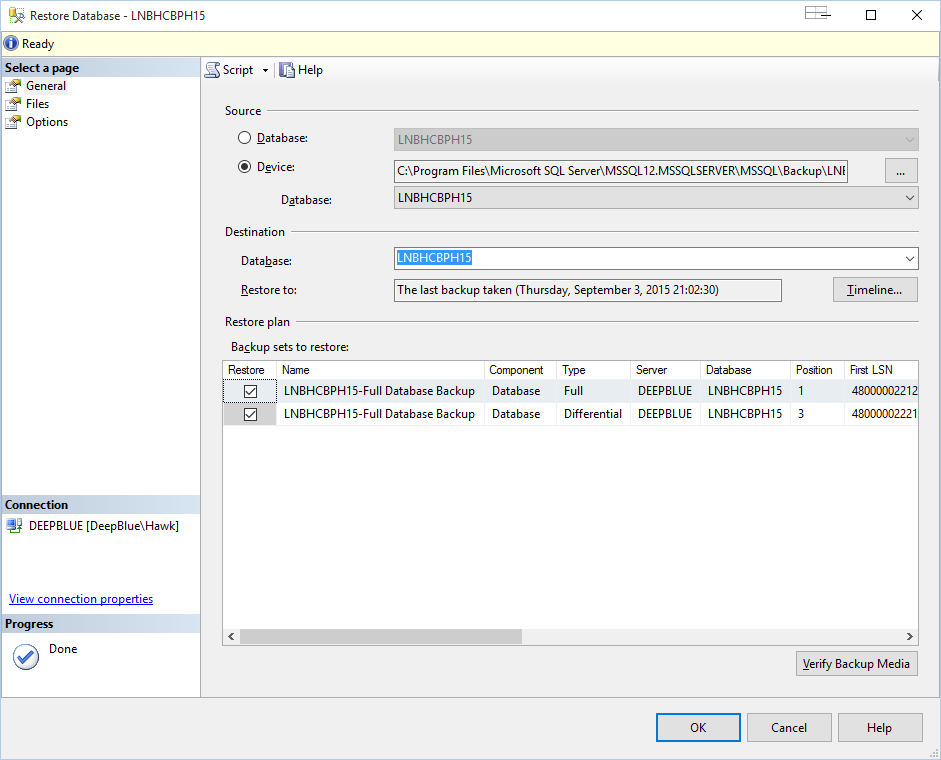 Restore Database - LNBHCBPH15
Ready
Select a page
General
Files
Options
Script Help
Source
Database: LNBHCBPH15
Device: C:\Program Files\Microsoft SQL Server\MSSQL12.MSSQLSERVER\MSSQL\Backup\LNB ...
Database: LNBHCBPH15
Destination
Database: LNBHCBPH15
Restore to: The last backup taken (Thursday, September 3, 2015 21:02:30) Timeline...
Restore plan
Backup sets to restore:
Restore Name Component Type Server Database Position First LSN
LNBHCBPH15-Full Database Backup Database Full DEEPBLUE LNBHCBPH15 1 48000002212
LNBHCBPH15-Full Database Backup Database Differential DEEPBLUE LNBHCBPH15 3 48000002221
Connection
DEEPBLUE [DeepBlue\Hawk]
View connection properties
Progress
Done
Verify Backup Media
OK Cancel Help